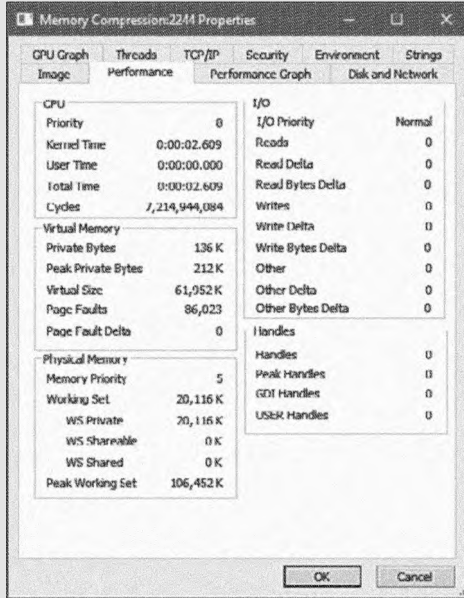 Memory Compression:2244 Properties
GPU Graph Threads TCP/IP Security Environment Strings
Image Performance Performance Graph Disk and Network
CPU
Priority 8
Kernel Time 0:00:02.609
User Time 0:00:00.000
Total Time 0:00:02.609
Cycles 7,214,944,084
Virtual Memory
Private Bytes 136 K
Peak Private Bytes 212 K
Virtual Size 61,952 K
Page Faults 86,023
Page Fault Delta 0
Physical Memory
Memory Priority 5
Working Set 20,116 K
WS Private 20,116 K
WS Shareable 0 K
WS Shared 0 K
Peak Working Set 106,452 K
I/O
I/O Priority Normal
Reads 0
Read Delta 0
Read Bytes Delta 0
Writes 0
Write Delta 0
Write Bytes Delta 0
Other 0
Other Delta 0
Other Bytes Delta 0
Handles
Handles 0
Peak Handles 0
GDI Handles 0
USER Handles 0
OK Cancel